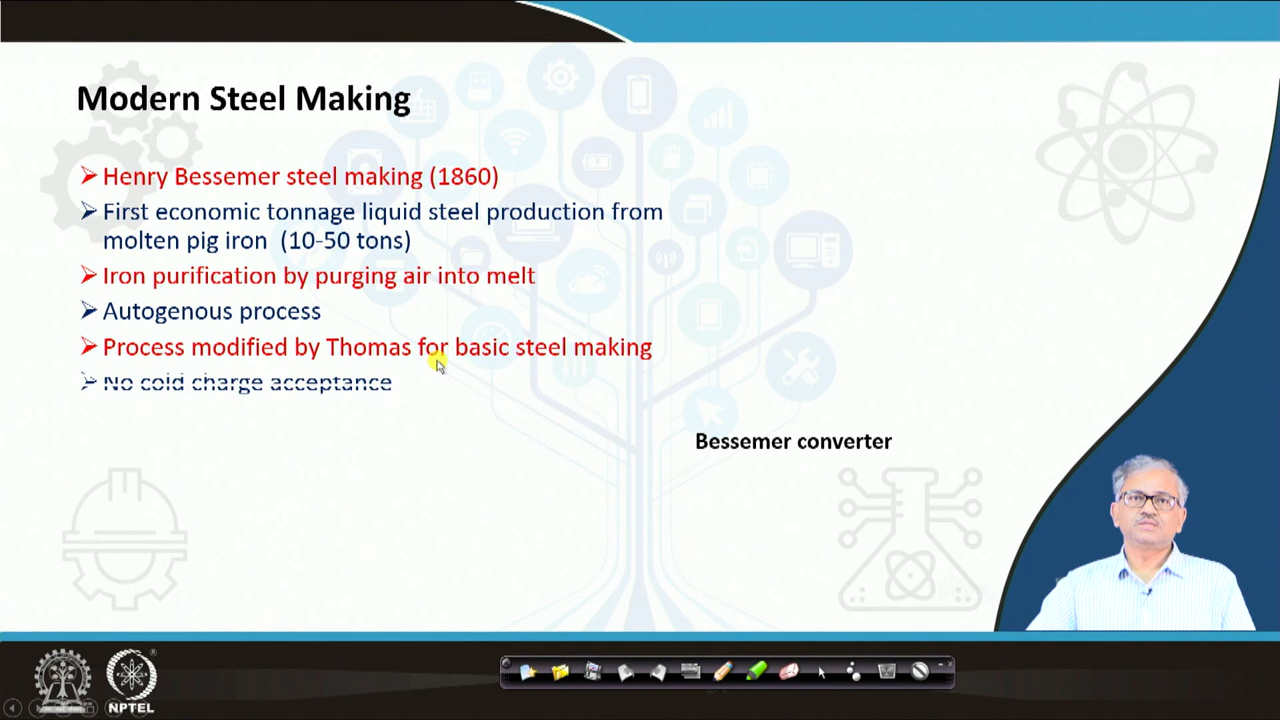 Modern Steel Making
Henry Bessemer steel making (1860)
First economic tonnage liquid steel production from
molten pig iron (10-50 tons)
Iron purification by purging air into melt
Autogenous process
Process modified by Thomas for basic steel making
No cold charge acceptance
Bessemer converter
NPTEL